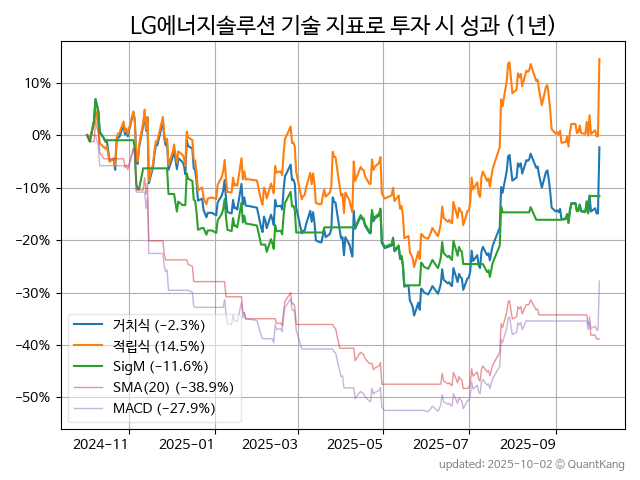 LG에너지솔루션 기술 지표로 투자 시 성과 (1년)
10%
0%
−10%
−20%
−30%
−40%
−50%
거치식 (−2.3%)
적립식 (14.5%)
SigM (−11.6%)
SMA(20) (−38.9%)
MACD (−27.9%)
2024-11
2025-01
2025-03
2025-05
2025-07
2025-09
updated: 2025-10-02 © QuantKang